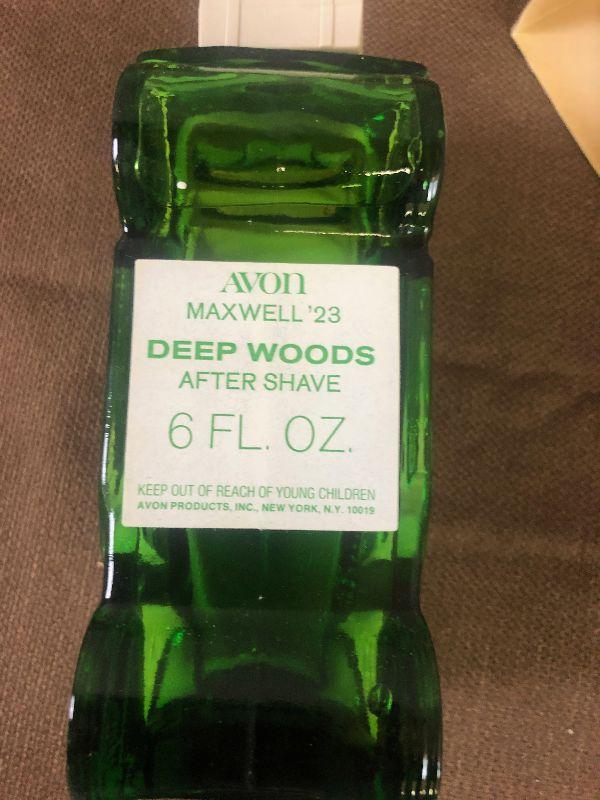 AVON
MAXWELL '23
DEEP WOODS
AFTER SHAVE
6 FL. OZ.
KEEP OUT OF REACH OF YOUNG CHILDREN
AVON PRODUCTS, INC., NEW YORK, N.Y. 10019